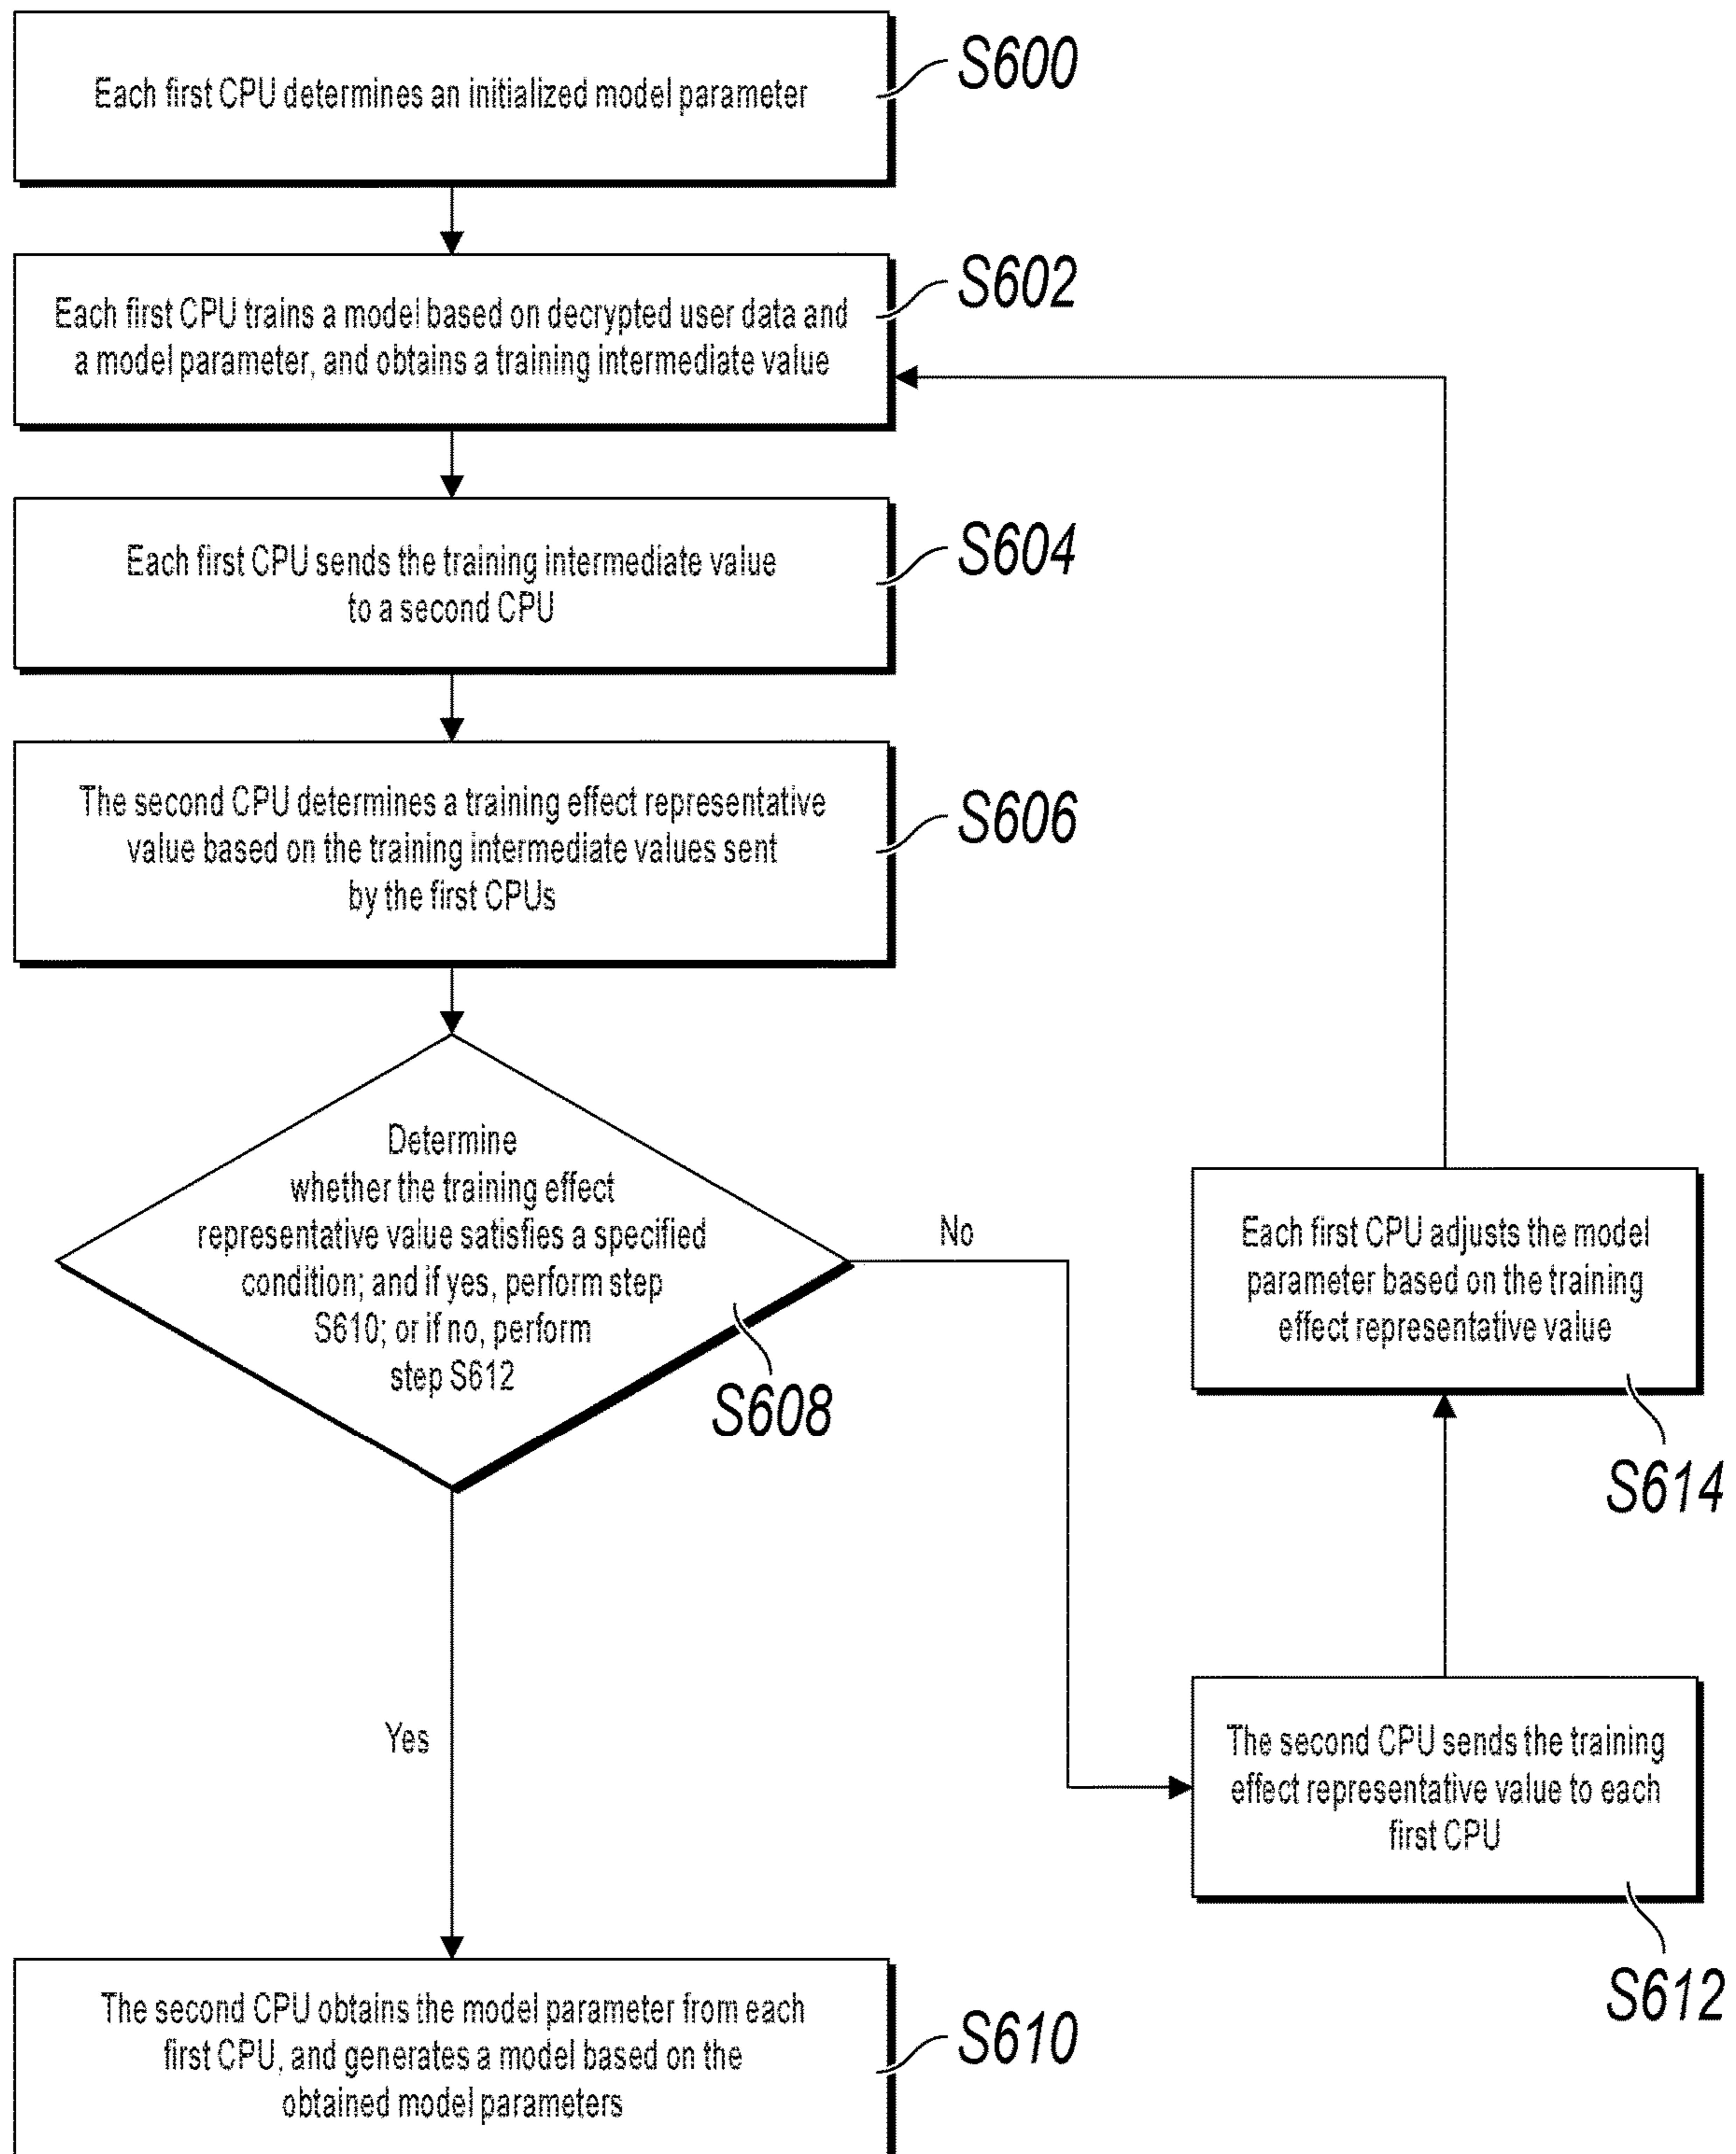 Each first CPU determines an initialized model parameter
S600
Each first CPU trains a model based on decrypted user data and
a model parameter, and obtains a training intermediate value
S602
Each first CPU sends the training intermediate value
to a second CPU
S604
The second CPU determines a training effect representative
value based on the training intermediate values sent
by the first CPUs
S606
Determine
whether the training effect
representative value satisfies a specified
condition; and if yes, perform step
S610; or if no, perform
step S612
S608
No
Each first CPU adjusts the model
parameter based on the training
effect representative value
S614
Yes
The second CPU sends the training
effect representative value to each
first CPU
S612
The second CPU obtains the model parameter from each
first CPU, and generates a model based on the
obtained model parameters
S610